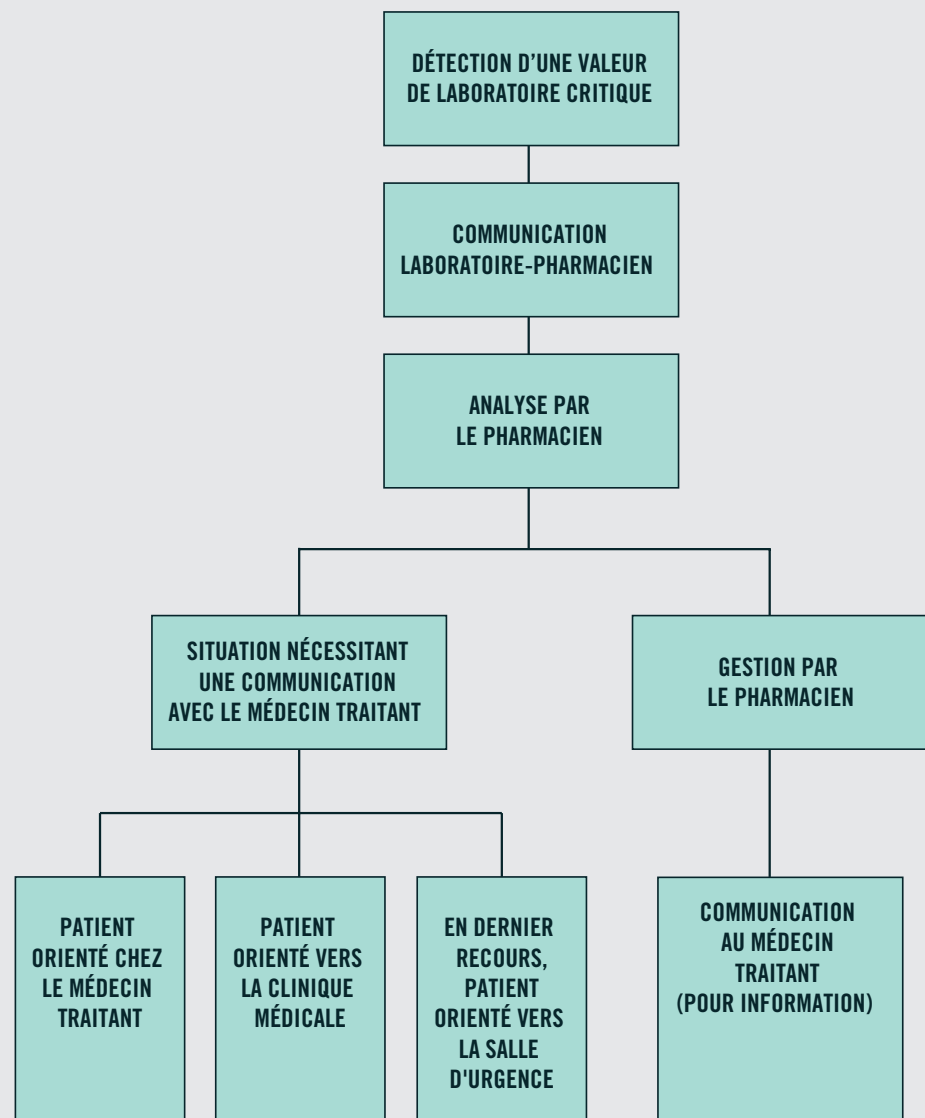 DÉTECTION D’UNE VALEUR
DE LABORATOIRE CRITIQUE
COMMUNICATION
LABORATOIRE-PHARMACIEN
ANALYSE PAR
LE PHARMACIEN
SITUATION NÉCESSITANT
UNE COMMUNICATION
AVEC LE MÉDECIN TRAITANT
GESTION PAR
LE PHARMACIEN
PATIENT
ORIENTÉ CHEZ
LE MÉDECIN
TRAITANT
PATIENT
ORIENTÉ VERS
LA CLINIQUE
MÉDICALE
EN DERNIER
RECOURS,
PATIENT
ORIENTÉ VERS
LA SALLE
D'URGENCE
COMMUNICATION
AU MÉDECIN
TRAITANT
(POUR INFORMATION)